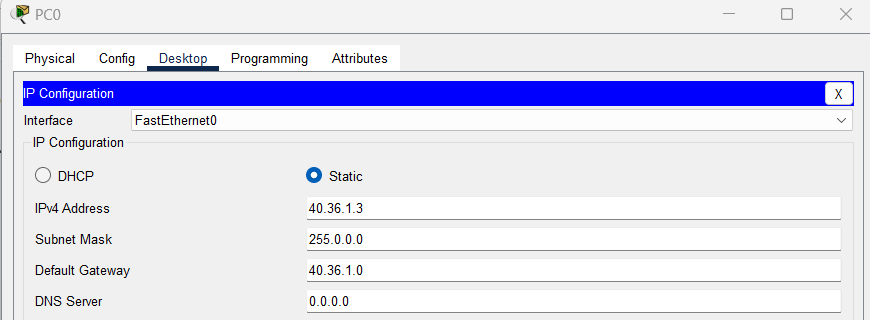 PC0
Physical Config Desktop Programming Attributes
IP Configuration X
Interface FastEthernet0
IP Configuration
DHCP Static
IPv4 Address 40.36.1.3
Subnet Mask 255.0.0.0
Default Gateway 40.36.1.0
DNS Server 0.0.0.0